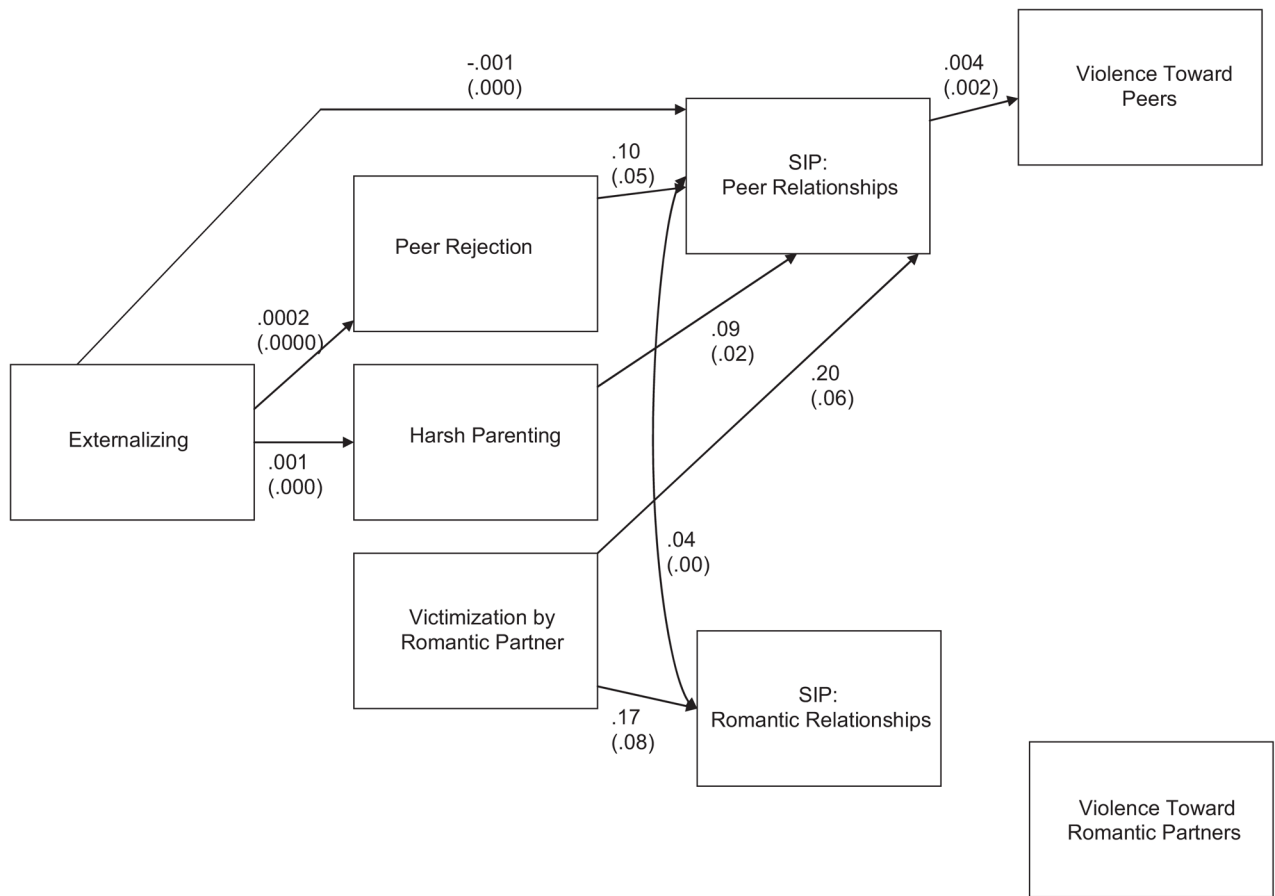 -.001
(.000)
.004
(.002)
Violence Toward
Peers
.10
(.05)
SIP:
Peer Relationships
Peer Rejection
.0002
(.0000)
.09
(.02)
.20
(.06)
Externalizing
Harsh Parenting
.001
(.000)
.04
(.00)
Victimization by
Romantic Partner
.17
(.08)
SIP:
Romantic Relationships
Violence Toward
Romantic Partners